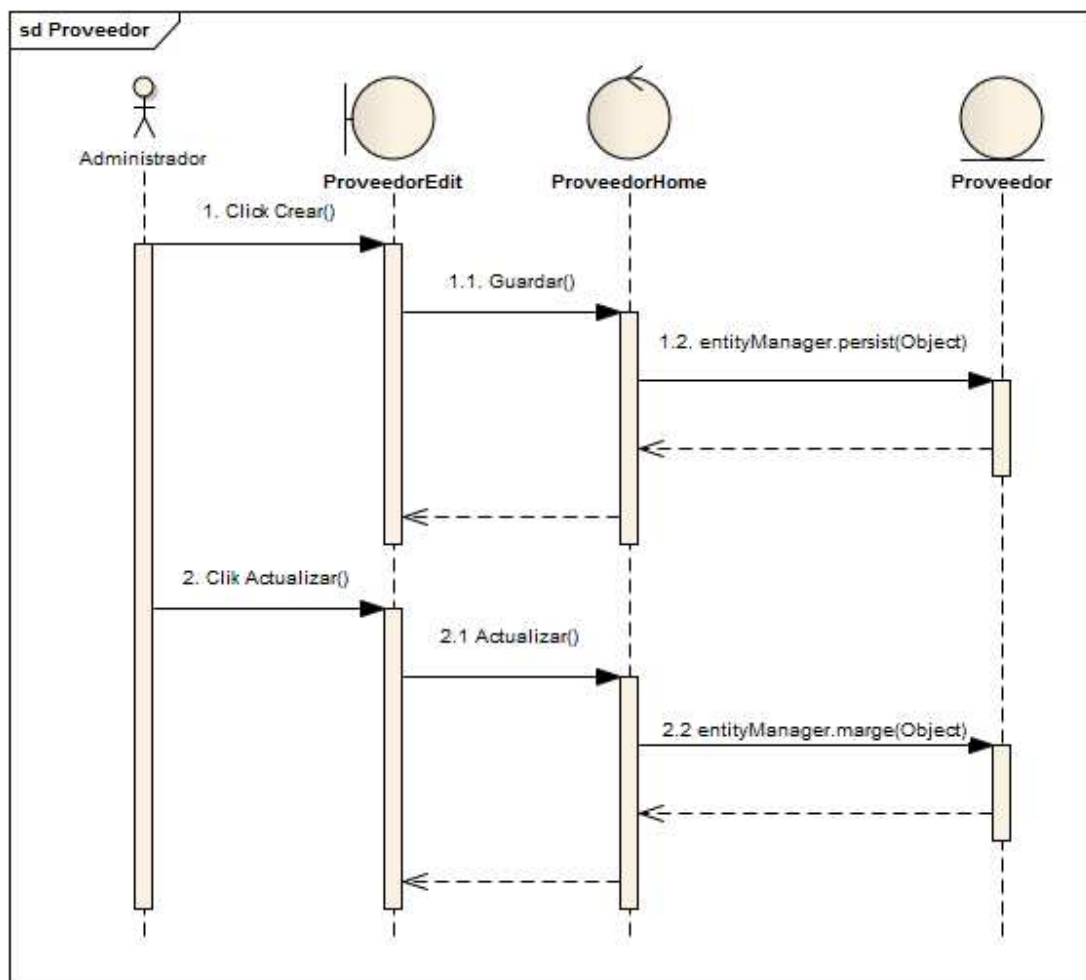 sd Proveedor
Administrador
ProveedorEdit
ProveedorHome
Proveedor
1. Click Crear()
1.1. Guardar()
1.2. entityManager.persist(Object)
2. Clik Actualizar()
2.1 Actualizar()
2.2 entityManager.marge(Object)